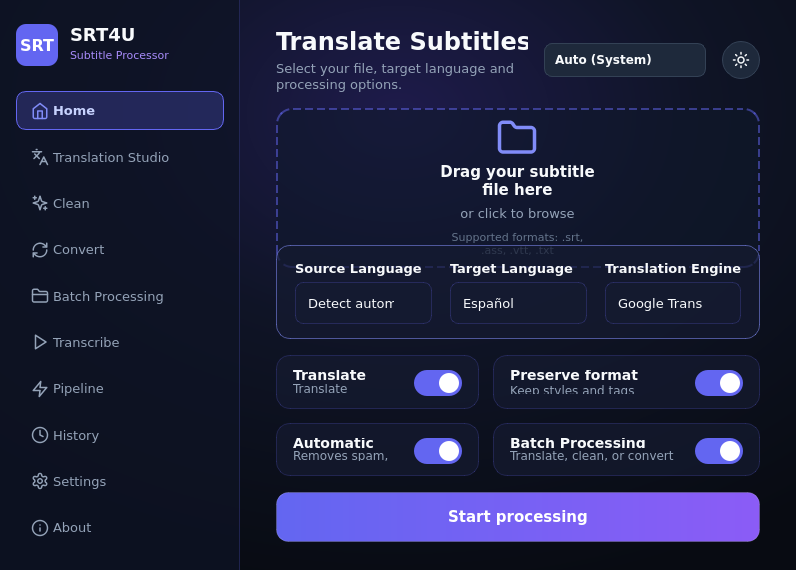 SRT
SRT4U
Subtitle Processor
Home
Translation Studio
Clean
Convert
Batch Processing
Transcribe
Pipeline
History
Settings
About
Translate Subtitles
Select your file, target language and
processing options.
Auto (System)
Drag your subtitle
file here
or click to browse
Supported formats: .srt,
.ass, .vtt, .txt
Source Language
Target Language
Translation Engine
Detect autom
Español
Google Trans
Translate
Translate
Preserve format
Keep styles and tags
Automatic
Removes spam,
Batch Processing
Translate, clean, or convert
Start processing